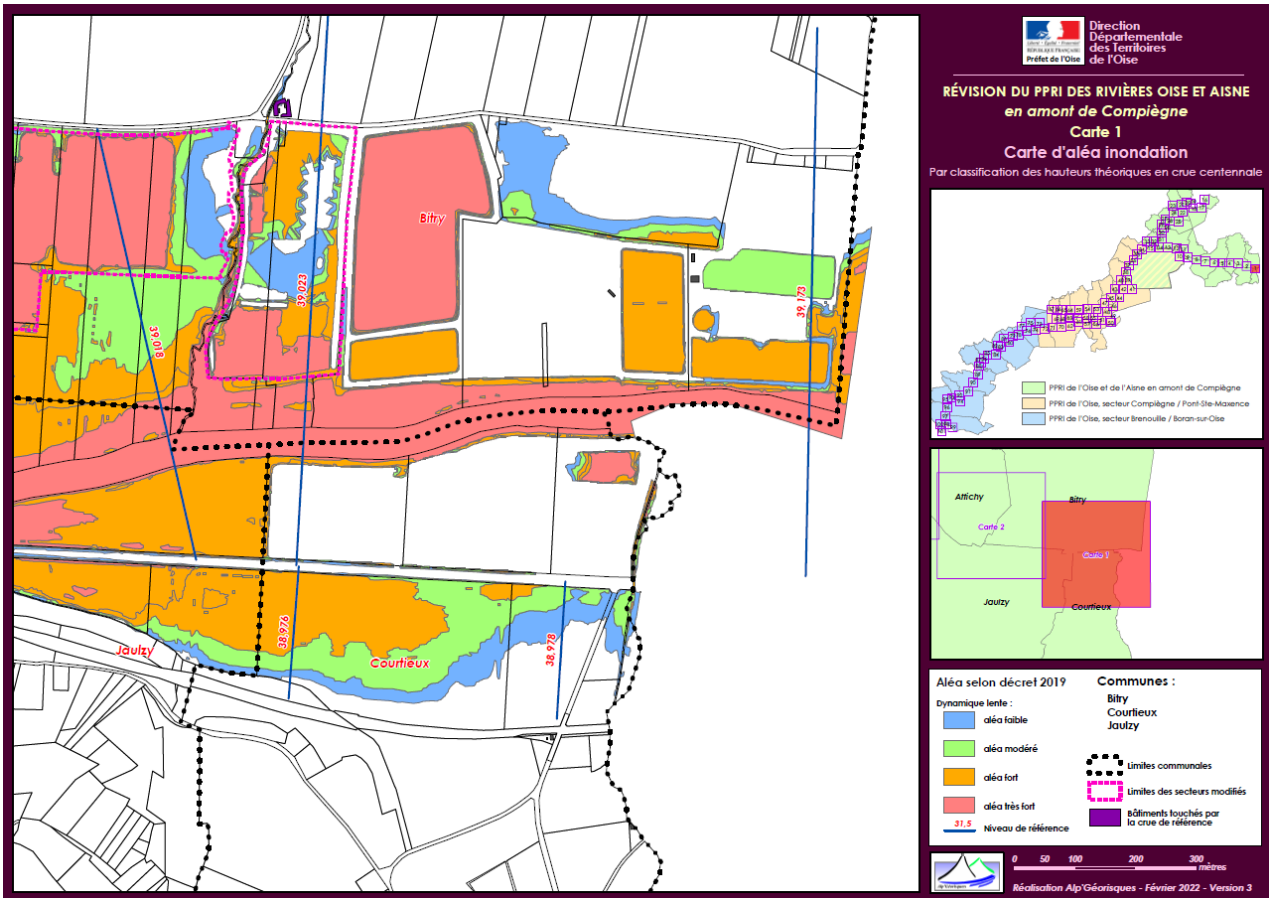 Bitry
39,018
39,023
39,173
38,976
38,978
Jaulzy
Courtieux
Préfet de l'Oise
Direction
Départementale
des Territoires
de l'Oise
RÉVISION DU PPRI DES RIVIÈRES OISE ET AISNE
en amont de Compiègne
Carte 1
Carte d'aléa inondation
Par classification des hauteurs théoriques en crue centennale
PPRI de l'Oise et de l'Aisne en amont de Compiègne
PPRI de l'Oise, secteur Compiègne / Pont-Ste-Maxence
PPRI de l'Oise, secteur Brenouille / Boran-sur-Oise
Attichy
Bitry
Carte 2
Carte 1
Jaulzy
Courtieux
Aléa selon décret 2019
Dynamique lente :
aléa faible
aléa modéré
aléa fort
aléa très fort
31,5
Niveau de référence
Communes :
Bitry
Courtieux
Jaulzy
Limites communales
Limites des secteurs modifiés
Bâtiments touchés par
la crue de référence
0 50 100 200 300
mètres
Réalisation Alp'Géorisques - Février 2022 - Version 3